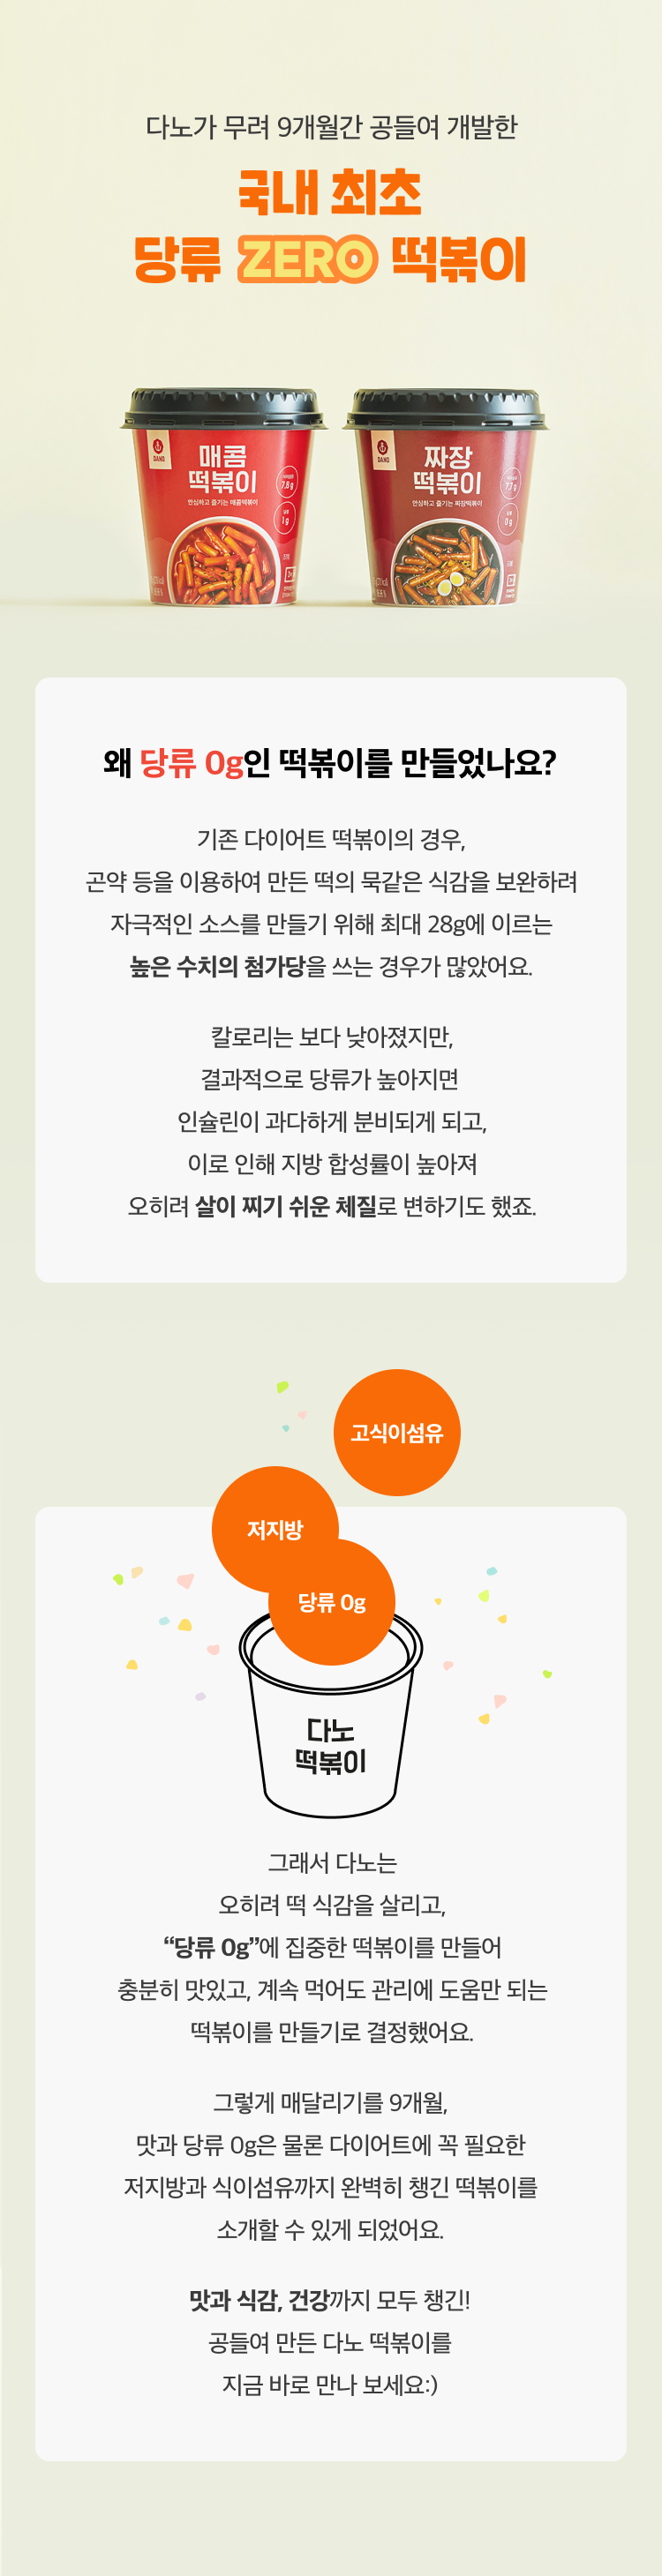 다노가 무려 9개월간 공들여 개발한
국내 최초
당류 ZERO 떡볶이
DANO
매콤
떡볶이
안심하고 즐기는 매콤떡볶이
7.8g
1g
DANO
짜장
떡볶이
안심하고 즐기는 짜장떡볶이
7.7g
0g
왜 당류 0g인 떡볶이를 만들었나요?
기존 다이어트 떡볶이의 경우,
곤약 등을 이용하여 만든 떡의 묵같은 식감을 보완하려
자극적인 소스를 만들기 위해 최대 28g에 이르는
높은 수치의 첨가당을 쓰는 경우가 많았어요.
칼로리는 보다 낮아졌지만,
결과적으로 당류가 높아지면
인슐린이 과다하게 분비되게 되고,
이로 인해 지방 합성률이 높아져
오히려 살이 찌기 쉬운 체질로 변하기도 했죠.
고식이섬유
저지방
당류 0g
다노
떡볶이
그래서 다노는
오히려 떡 식감을 살리고,
“당류 0g”에 집중한 떡볶이를 만들어
충분히 맛있고, 계속 먹어도 관리에 도움만 되는
떡볶이를 만들기로 결정했어요.
그렇게 매달리기를 9개월,
맛과 당류 0g은 물론 다이어트에 꼭 필요한
저지방과 식이섬유까지 완벽히 챙긴 떡볶이를
소개할 수 있게 되었어요.
맛과 식감, 건강까지 모두 챙긴!
공들여 만든 다노 떡볶이를
지금 바로 만나 보세요:)